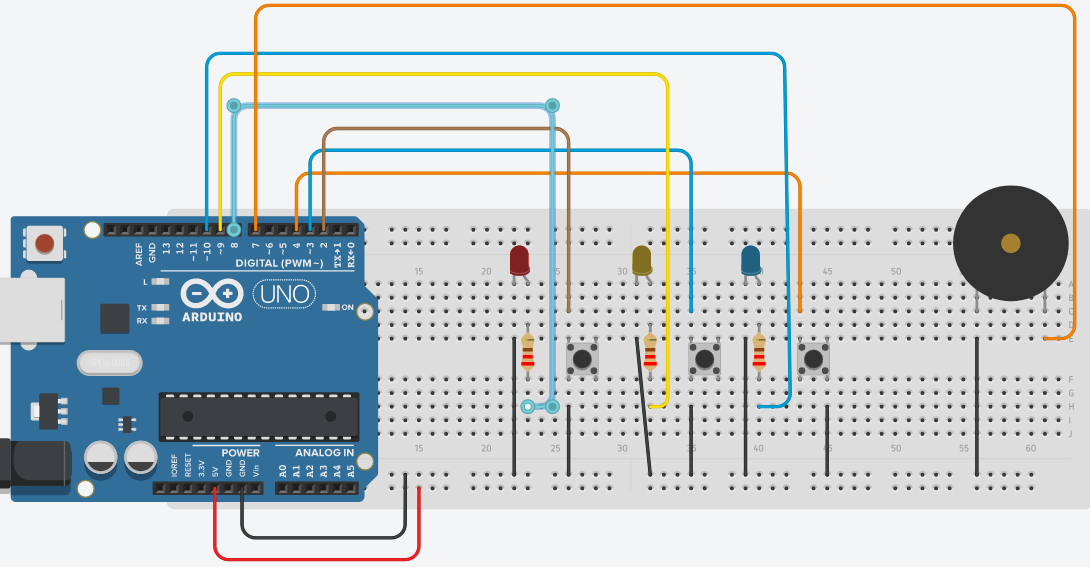 AREF
GND
13
12
~11
~10
~9
8
7
~6
~5
4
~3
2
TX→1
RX←0
DIGITAL (PWM~)
L
TX
RX
ARDUINO
UNO
ON
15 20 25 30 35 40 45 50 55 60
A
B
C
D
E
F
G
H
I
J
15 20 25 30 35 40 45 50 55 60
POWER
ANALOG IN
IOREF
RESET
3.3V
5V
GND
GND
Vin
A0
A1
A2
A3
A4
A5